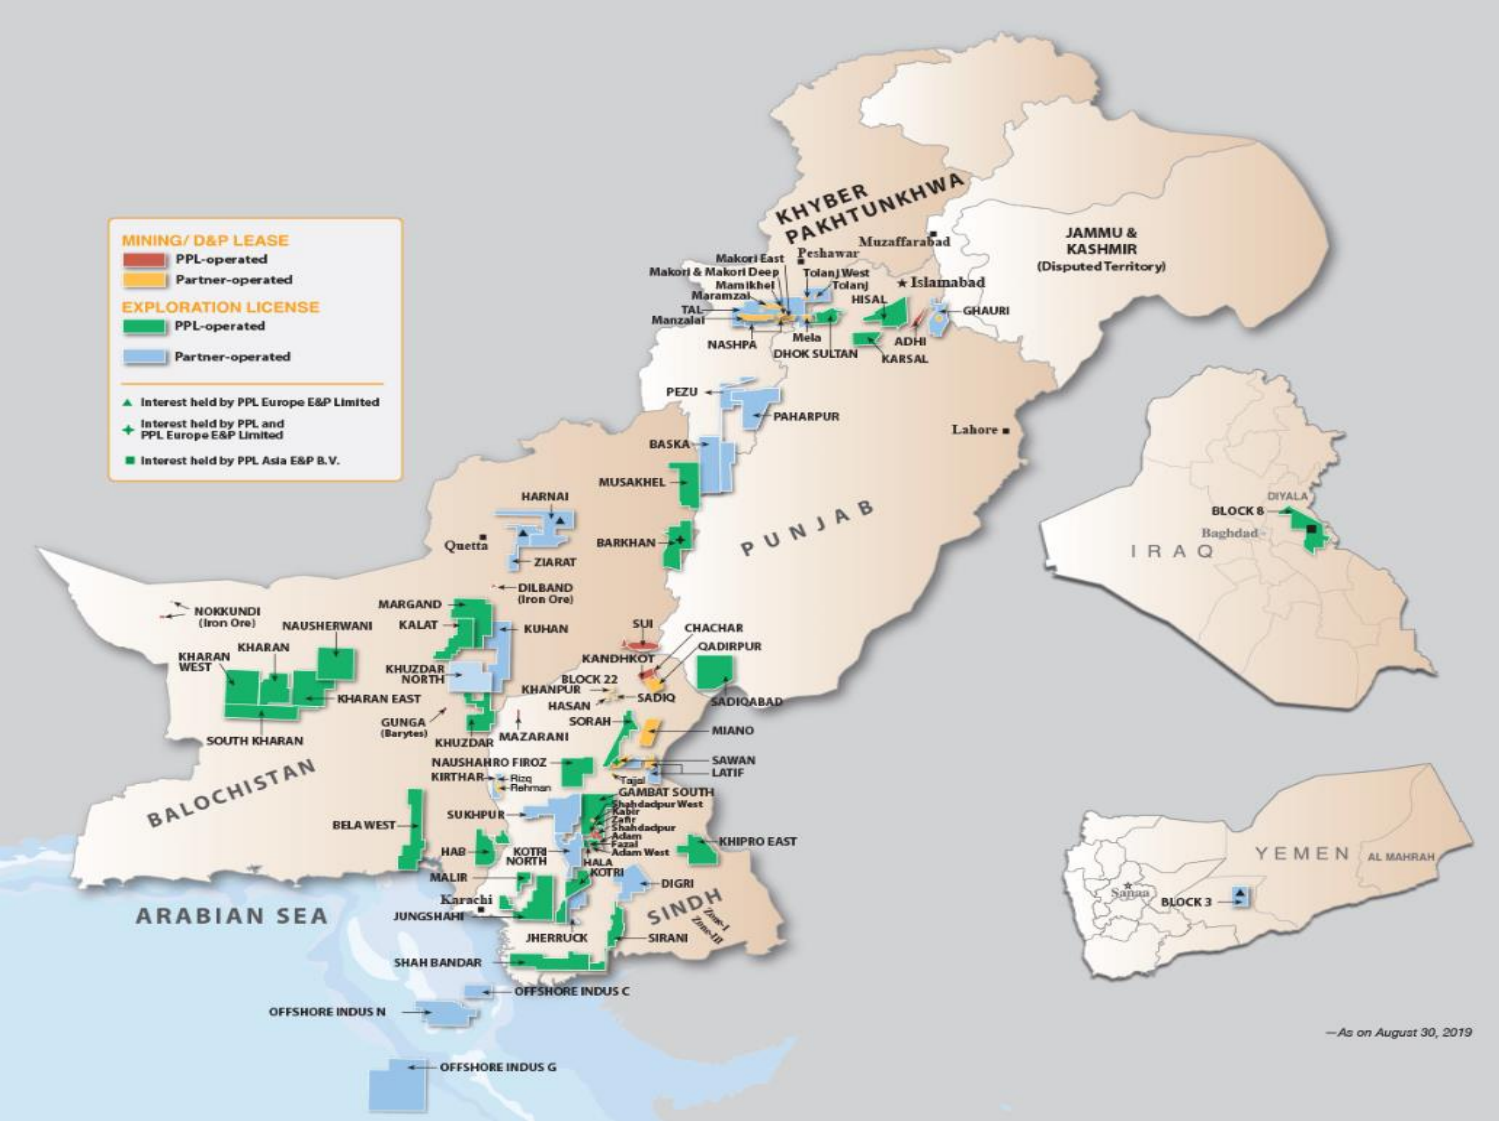 MINING/ D&P LEASE
PPL-operated
Partner-operated
EXPLORATION LICENSE
PPL-operated
Partner-operated
Interest held by PPL Europe E&P Limited
Interest held by PPL and
PPL Europe E&P Limited
Interest held by PPL Asia E&P B.V.
KHYBER
PAKHTUNKHWA
Muzaffarabad
JAMMU &
KASHMIR
(Disputed Territory)
Peshawar
Makori East
Makori & Makori Deep
Mamikhel
Maramzai
TAL
Manzalai
Tolanj West
Tolanj
Islamabad
HISAL
GHAURI
NASHPA
Mela
DHOK SULTAN
ADHI
KARSAL
PEZU
PAHARPUR
Lahore
BASKA
MUSAKHEL
HARNAI
Quetta
BARKHAN
ZIARAT
PUNJAB
DILBAND
(Iron Ore)
NOKKUNDI
(Iron Ore)
NAUSHERWANI
MARGAND
KALAT
KUHAN
KHARAN
KHARAN
WEST
KHUZDAR
NORTH
SUI
CHACHAR
QADIRPUR
KANDHKOT
BLOCK 22
KHANPUR
HASAN
SADIQ
SADIQABAD
KHARAN EAST
SOUTH KHARAN
GUNGA
(Barytes)
KHUZDAR
MAZARANI
SORAH
MIANO
NAUSHAHRO FIROZ
SAWAN
LATIF
KIRTHAR
Rizq
Rehman
Tajjal
BALOCHISTAN
GAMBAT SOUTH
Shahdadpur West
Kabir
Zafir
Shahdadpur
Adam
Fazal
Adam West
SUKHPUR
BELA WEST
HAB
KOTRI
NORTH
HALA
KOTRI
KHIPRO EAST
MALIR
DIGRI
Karachi
JUNGSHAHI
SINDH
Zone-I
Zone-III
JHERRUCK
SIRANI
ARABIAN SEA
SHAH BANDAR
OFFSHORE INDUS C
OFFSHORE INDUS N
OFFSHORE INDUS G
DIYALA
BLOCK 8
Baghdad
IRAQ
YEMEN
AL MAHRAH
Sanaa
BLOCK 3
—As on August 30, 2019